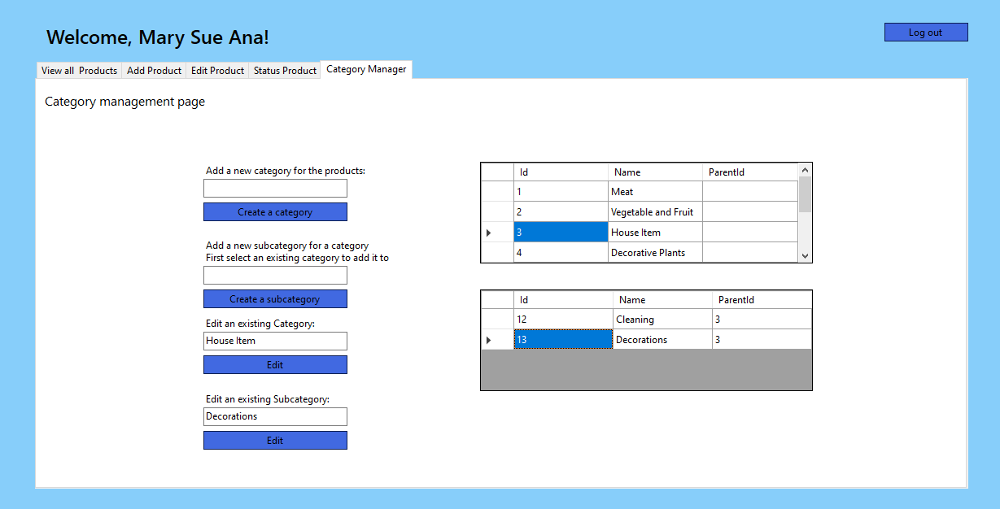 Welcome, Mary Sue Ana!
Log out
View all  Products
Add Product
Edit Product
Status Product
Category Manager
Category management page
Add a new category for the products:
Create a category
Add a new subcategory for a category
First select an existing category to add it to
Create a subcategory
Edit an existing Category:
House Item
Edit
Edit an existing Subcategory:
Decorations
Edit
Id Name ParentId
1 Meat
2 Vegetable and Fruit
3 House Item
4 Decorative Plants
Id Name ParentId
12 Cleaning 3
13 Decorations 3